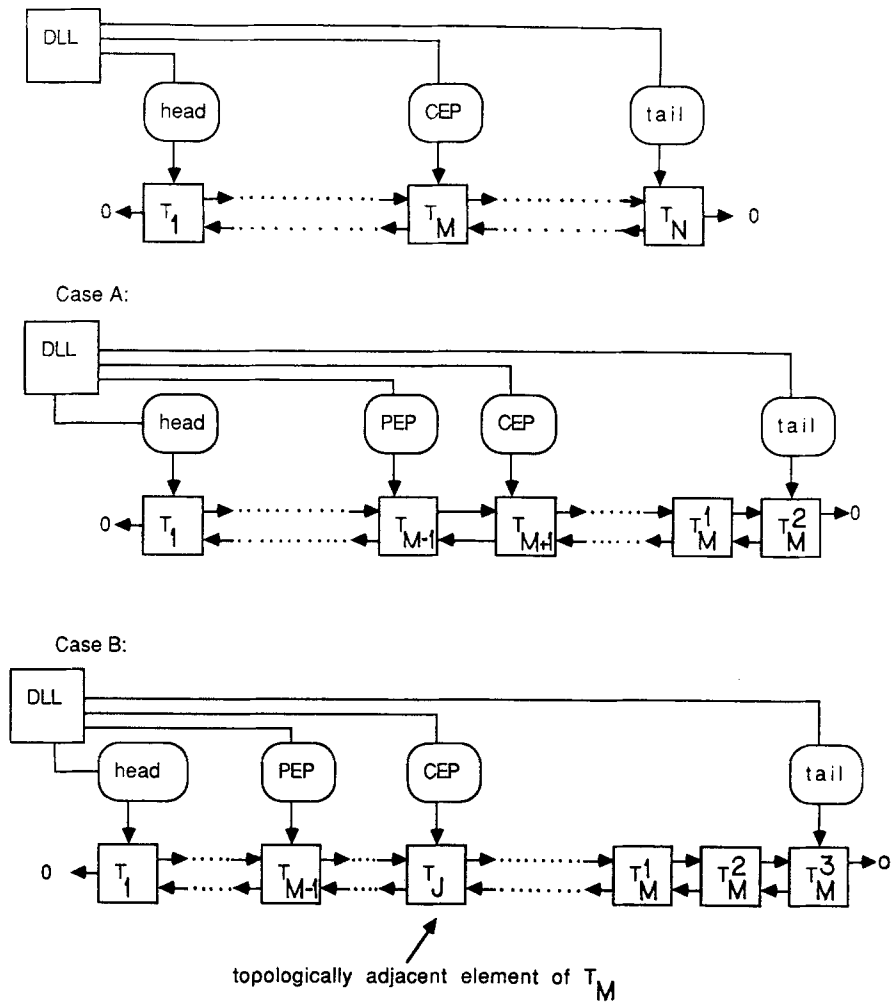 DLL
head CEP tail
0 T1 TM TN 0
Case A:
DLL
head PEP CEP tail
0 T1 TM-1 TM+1 T1M T2M 0
Case B:
DLL
head PEP CEP tail
0 T1 TM-1 TJ T1M T2M T3M 0
topologically adjacent element of TM